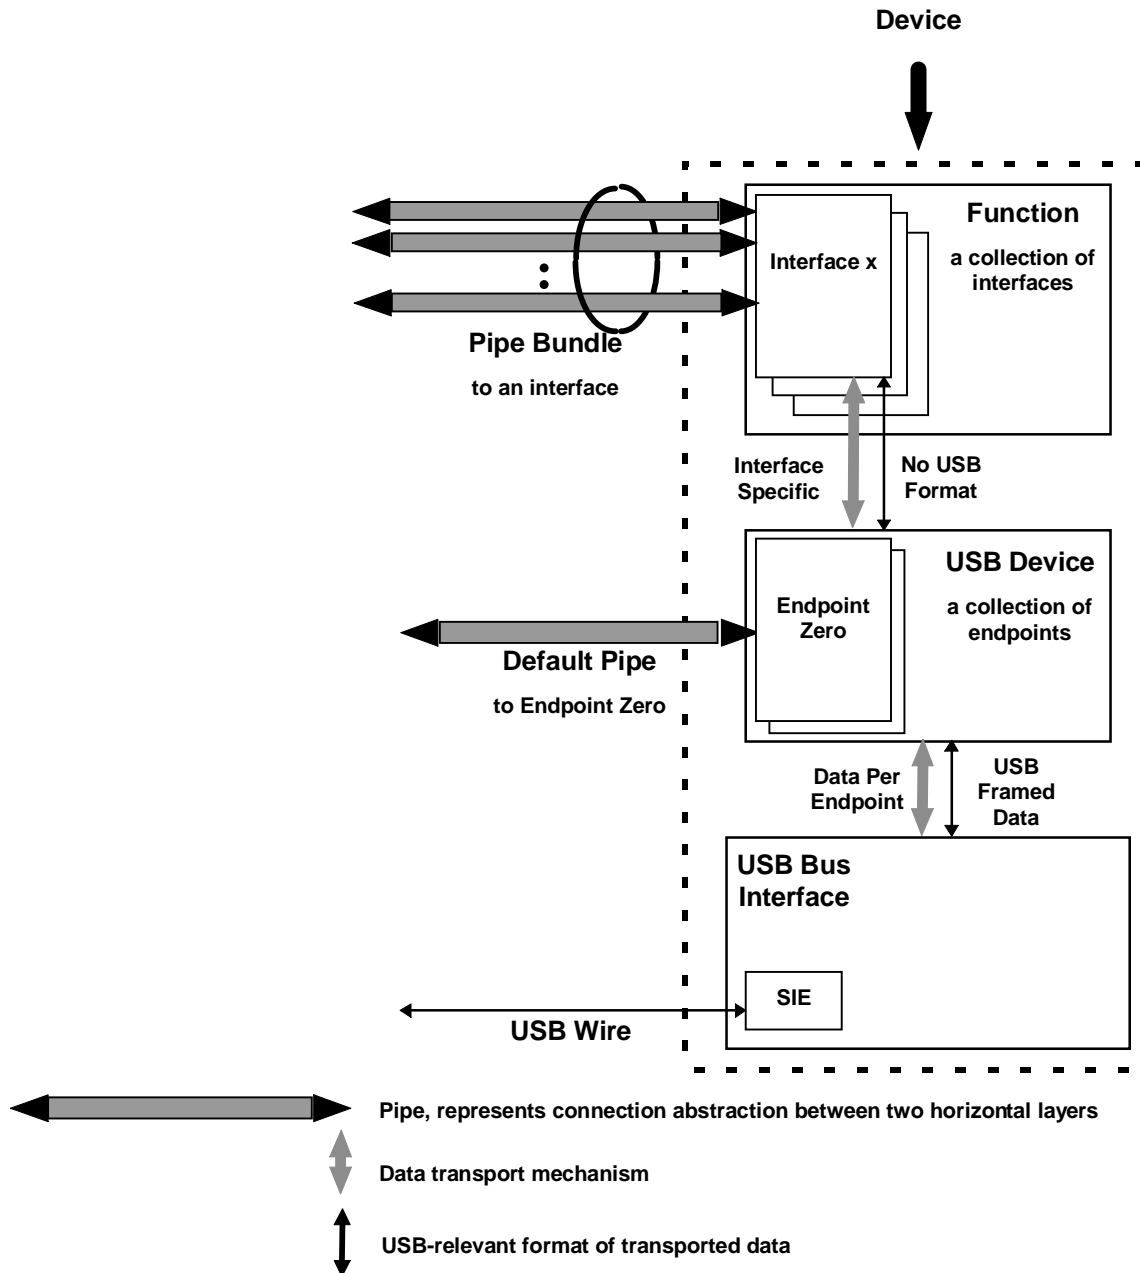 Device
Function
a collection of
interfaces
Interface x
Pipe Bundle
to an interface
Interface
Specific
No USB
Format
USB Device
a collection of
endpoints
Endpoint
Zero
Default Pipe
to Endpoint Zero
Data Per
Endpoint
USB
Framed
Data
USB Bus
Interface
SIE
USB Wire
Pipe, represents connection abstraction between two horizontal layers
Data transport mechanism
USB-relevant format of transported data